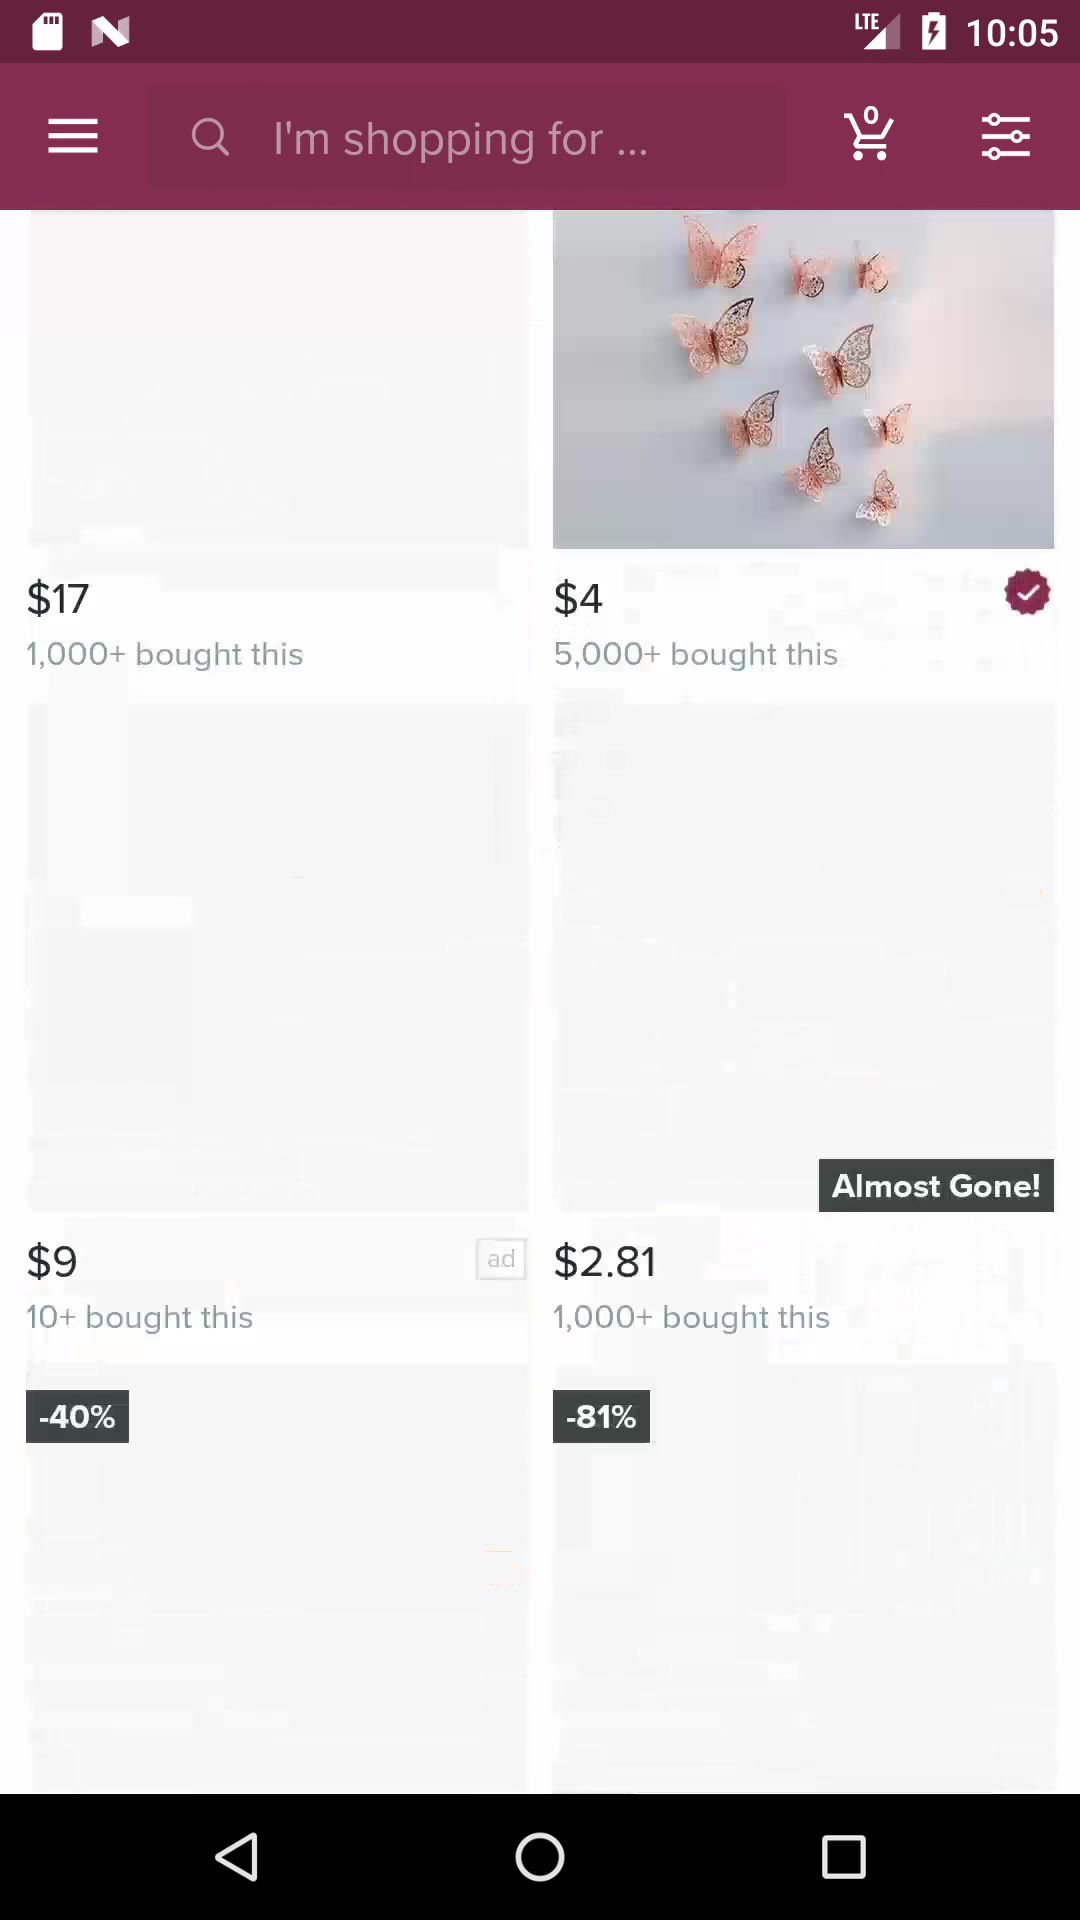 LTE 10:05
I'm shopping for ...
0
$17
1,000+ bought this
$4
5,000+ bought this
Almost Gone!
$9
ad
10+ bought this
$2.81
1,000+ bought this
-40%
-81%